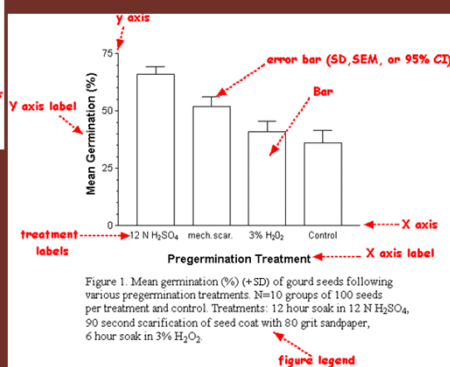 y axis
75
error bar (SD,SEM, or 95% CI)
Bar
Y axis label
Mean Germination (%)
50
25
0
X axis
treatment labels
12 N H₂SO₄ mech.scar. 3% H₂O₂ Control
Pregermination Treatment
X axis label
Figure 1. Mean germination (%) (+SD) of gourd seeds following
various pregermination treatments. N=10 groups of 100 seeds
per treatment and control. Treatments: 12 hour soak in 12 N H₂SO₄,
90 second scarification of seed coat with 80 grit sandpaper,
6 hour soak in 3% H₂O₂.
figure legend